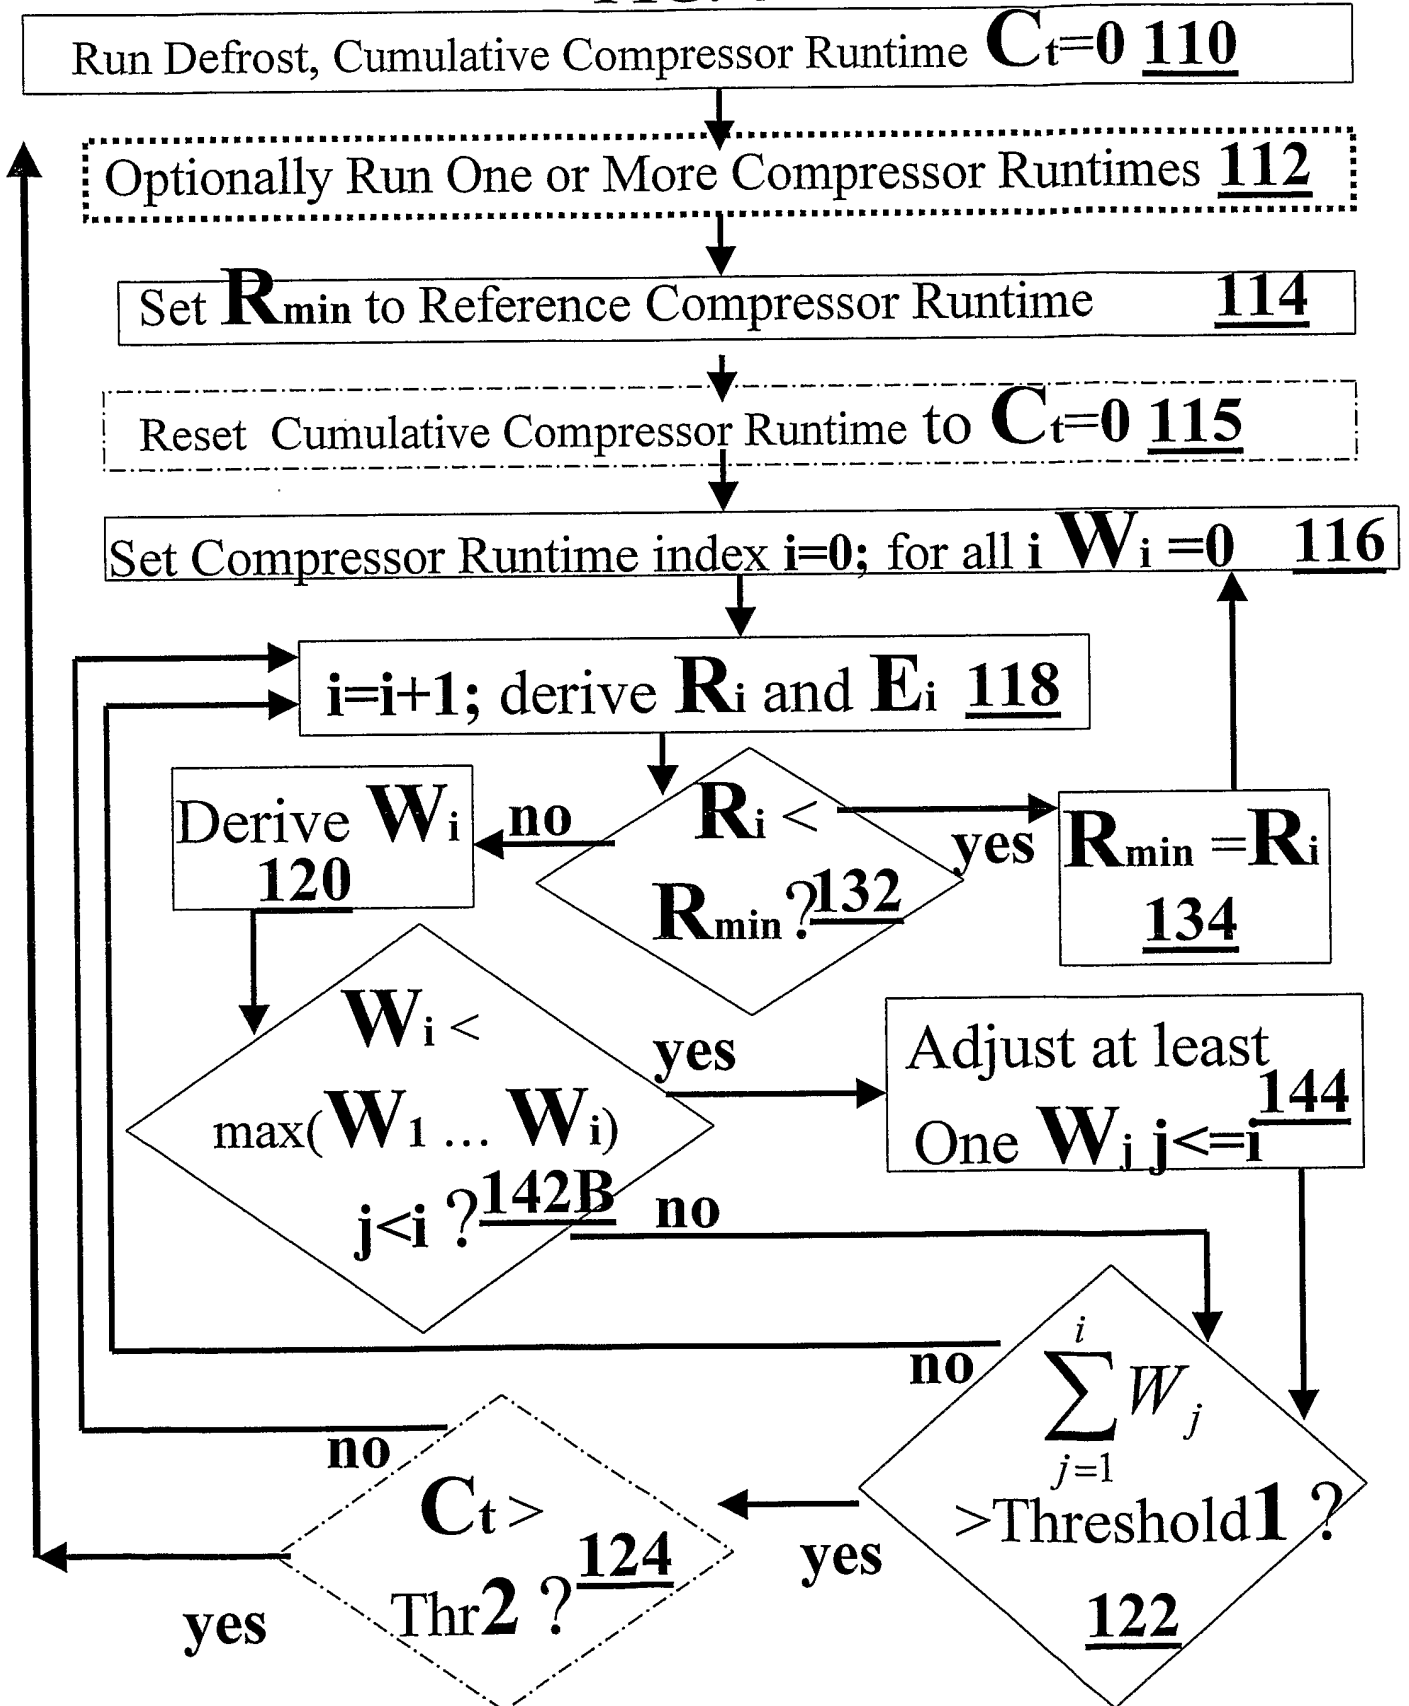 Run Defrost, Cumulative Compressor Runtime Ct=0 110
Optionally Run One or More Compressor Runtimes 112
Set Rmin to Reference Compressor Runtime 114
Reset Cumulative Compressor Runtime to Ct=0 115
Set Compressor Runtime index i=0; for all i Wi =0 116
i=i+1; derive Ri and Ei 118
Derive Wi
120
no
Ri <
Rmin ? 132
yes
Rmin =Ri
134
Wi <
max(W1 ... Wi)
j<i ? 142B
yes
no
Adjust at least
One Wj j<=i 144
i
∑ Wj
j=1
>Threshold1 ?
122
no
yes
no
Ct >
Thr2 ? 124
yes